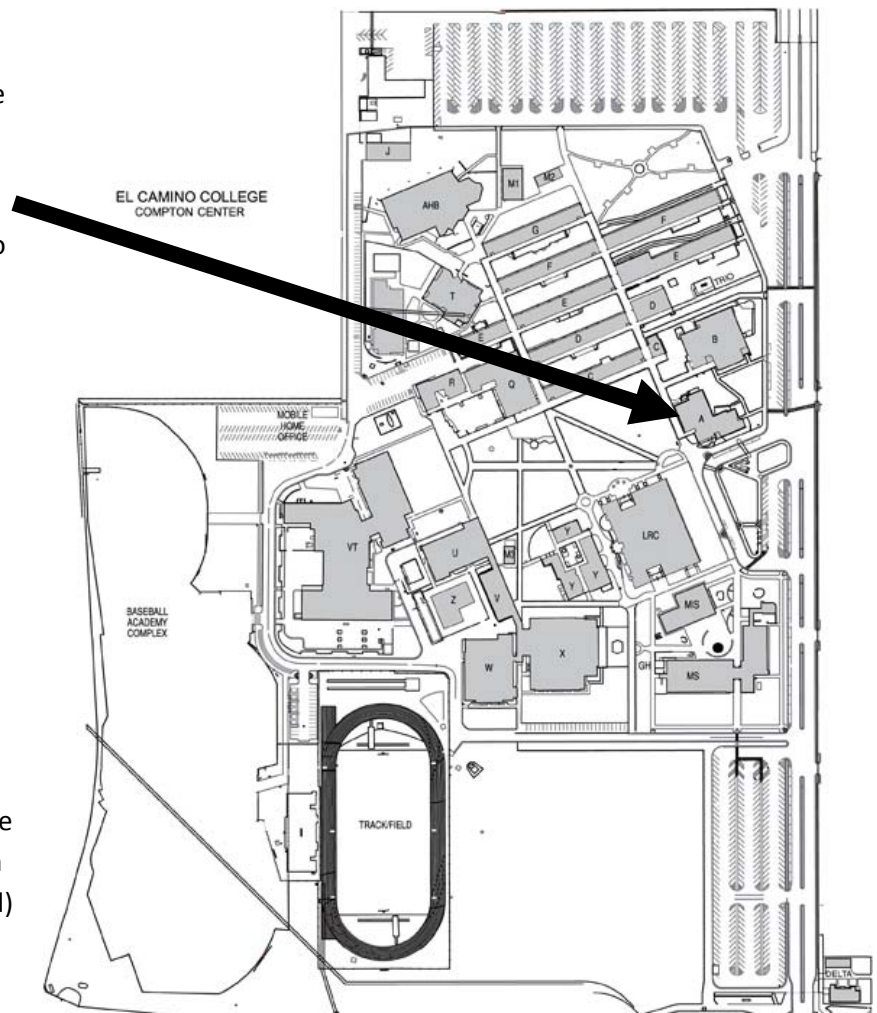 e
o
e
n
l)
EL CAMINO COLLEGE
COMPTON CENTER
J
AHB
M1
M2
G
F
F
E
T
E
TRIO
D
E
D
C
B
C
R
Q
A
MOBILE
HOME
OFFICE
LRC
VT
U
M3
Y
Y
Y
Z
V
MIS
BASEBALL
ACADEMY
COMPLEX
W
X
GH
MS
TRACK/FIELD
DELTA